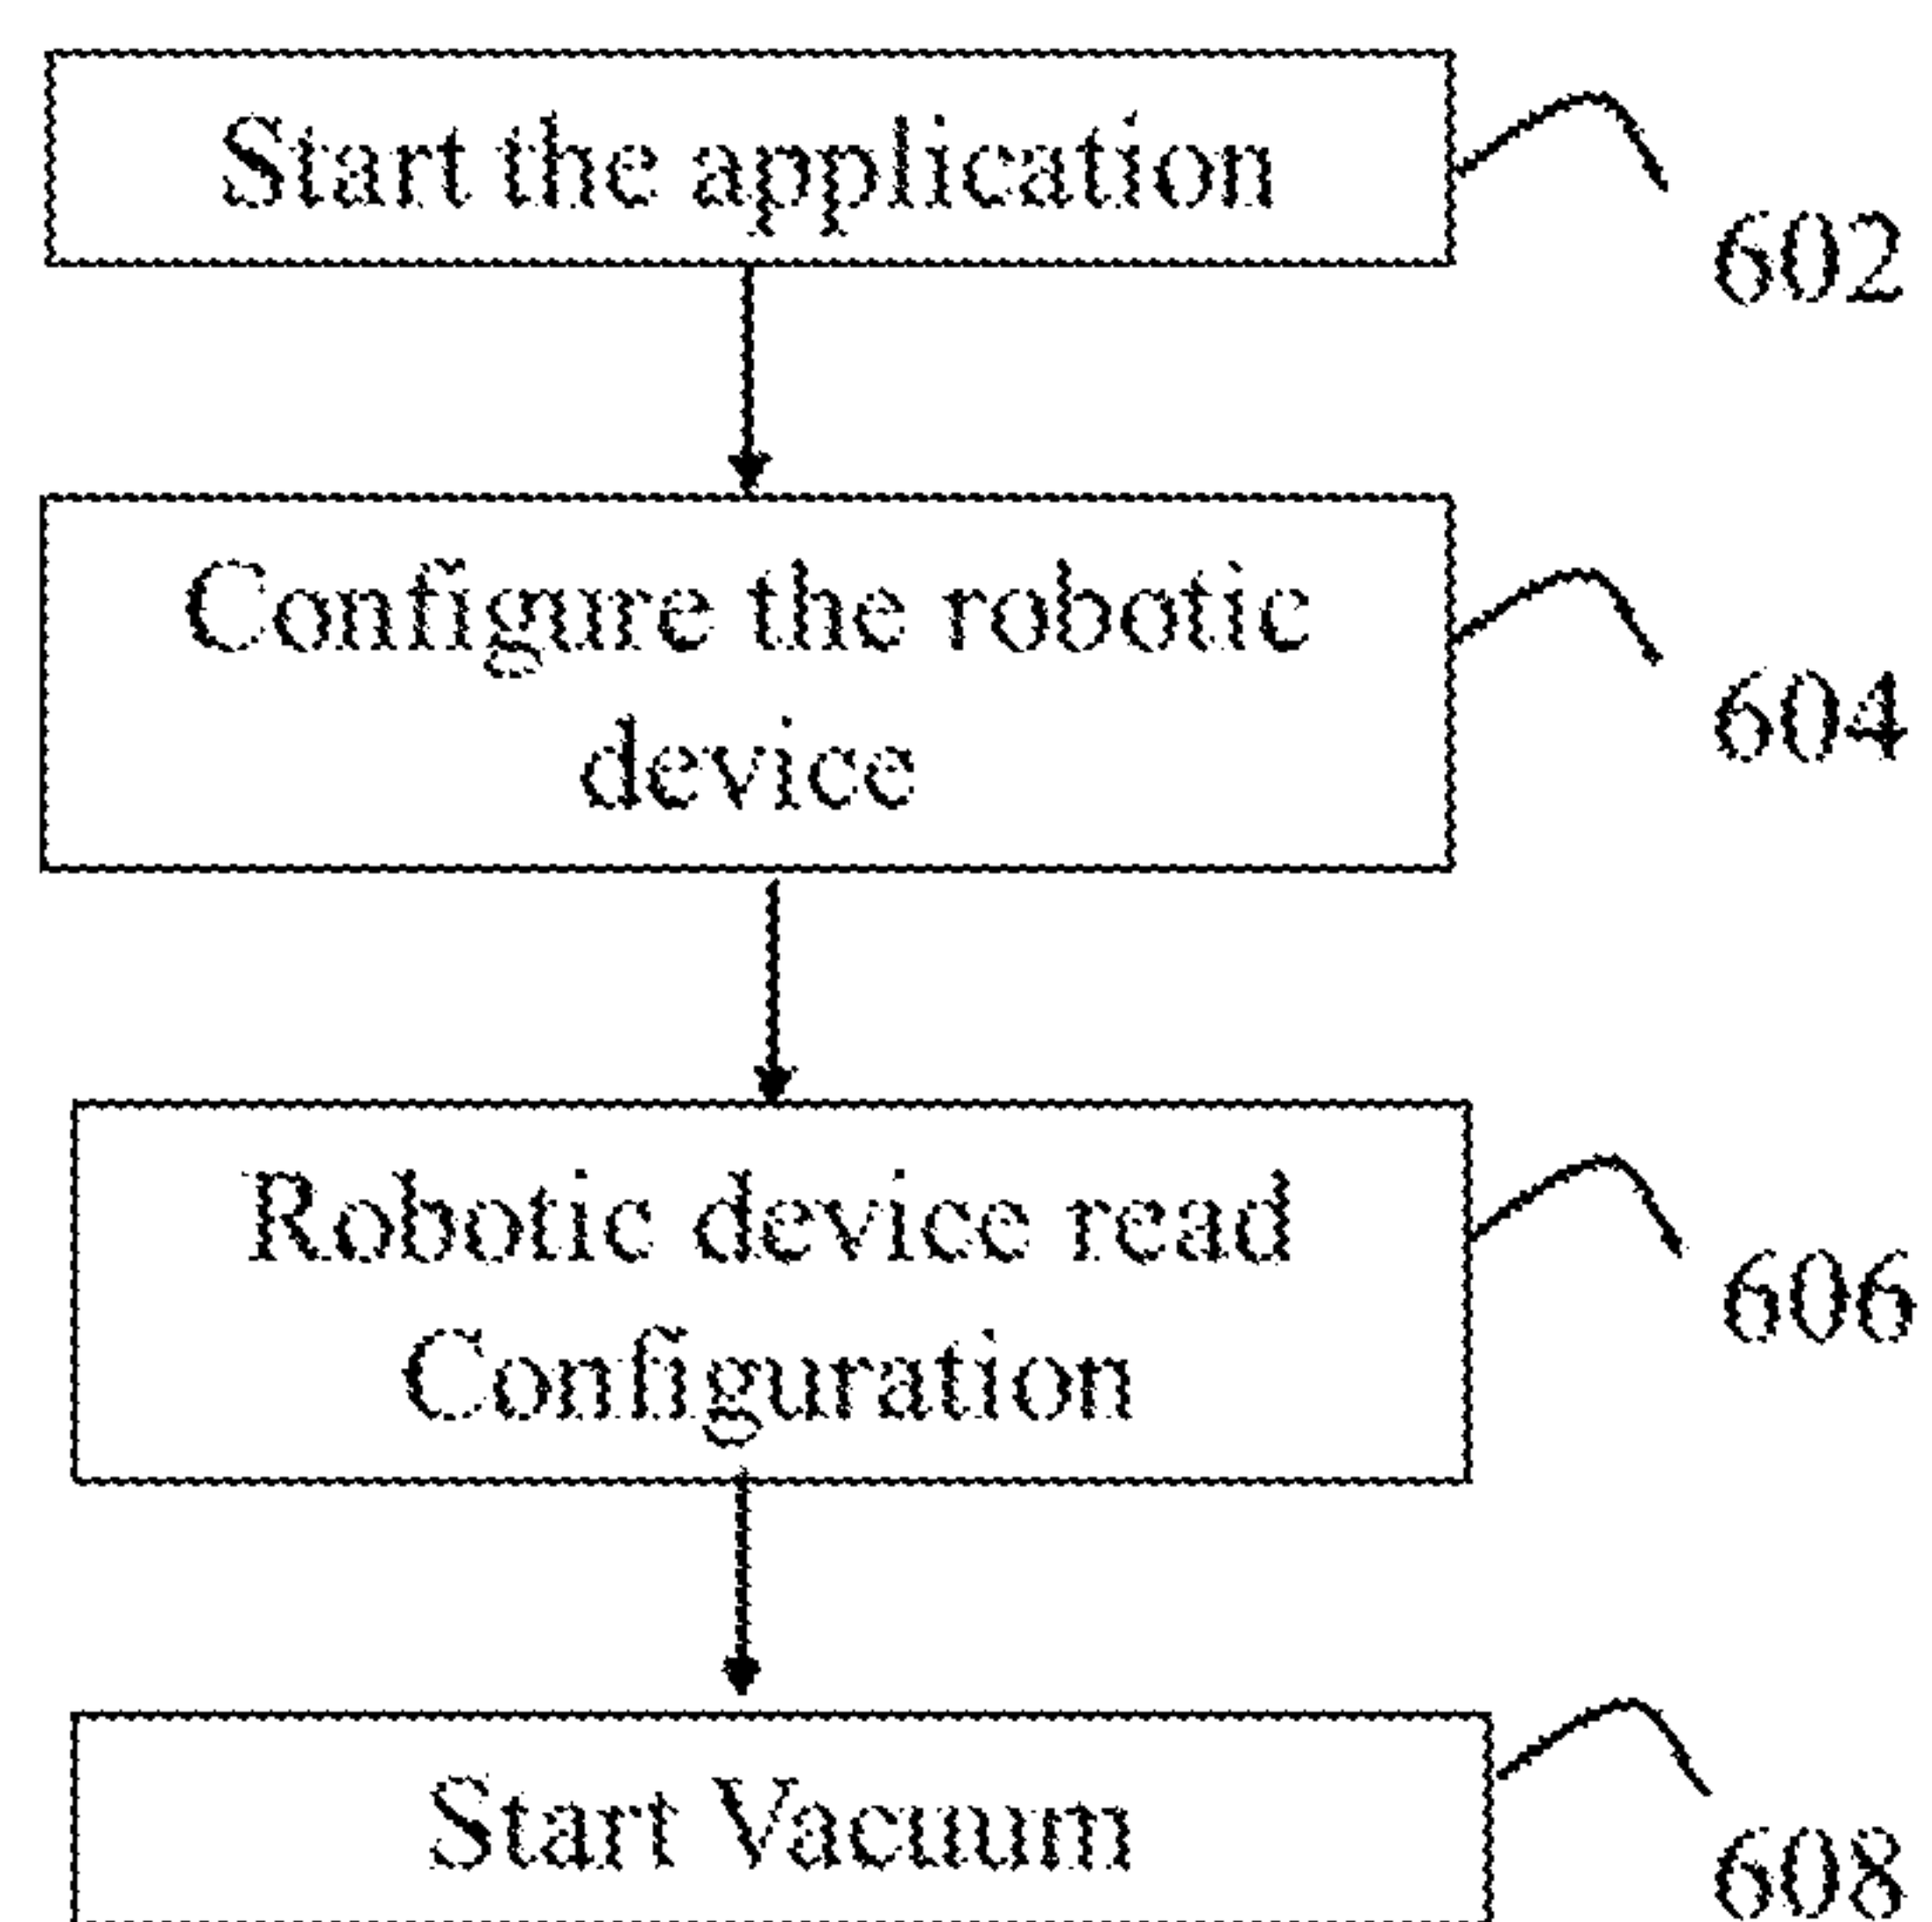 Start the application
602
Configure the robotic
device
604
Robotic device read
Configuration
606
Start Vacuum
608